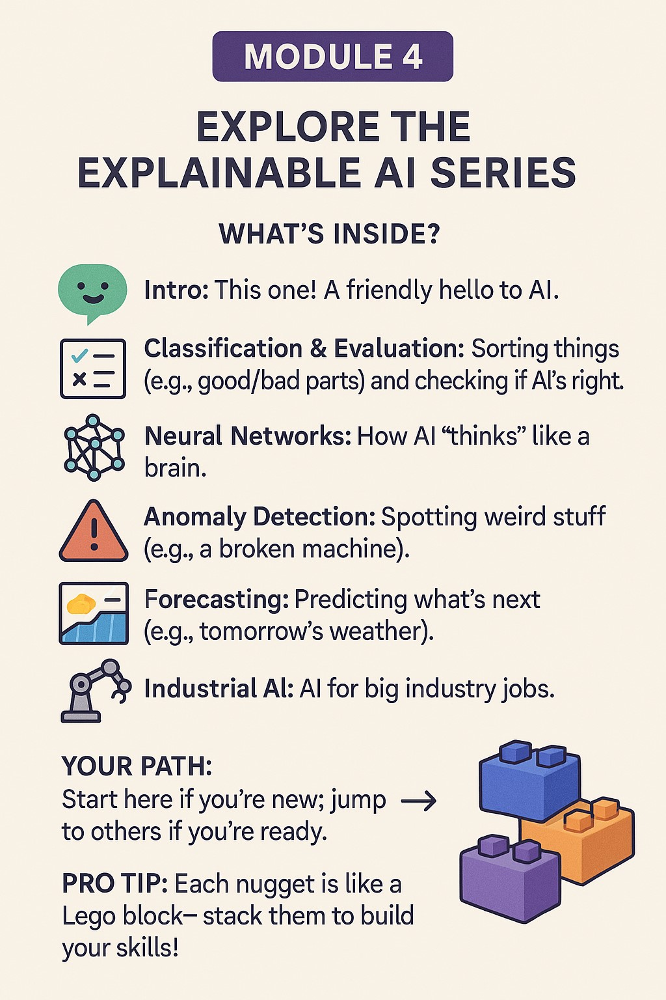 MODULE 4
EXPLORE THE
EXPLAINABLE AI SERIES
WHAT’S INSIDE?
Intro: This one! A friendly hello to AI.
Classification & Evaluation: Sorting things
(e.g., good/bad parts) and checking if AI’s right.
Neural Networks: How AI “thinks” like a
brain.
Anomaly Detection: Spotting weird stuff
(e.g., a broken machine).
Forecasting: Predicting what’s next
(e.g., tomorrow’s weather).
Industrial AI: AI for big industry jobs.
YOUR PATH:
Start here if you’re new; jump →
to others if you’re ready.
PRO TIP: Each nugget is like a
Lego block– stack them to build
your skills!